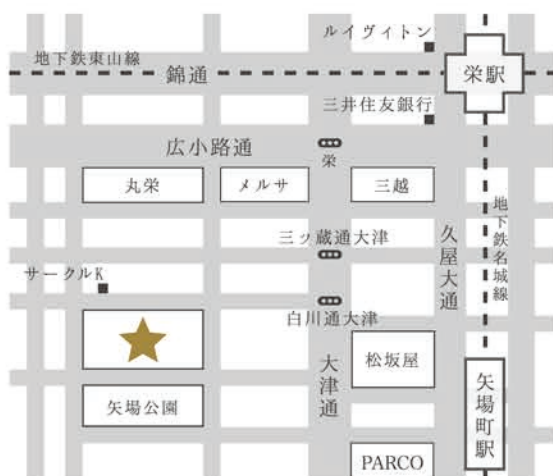 ルイヴィトン
地下鉄東山線
錦通
栄駅
三井住友銀行
広小路通
栄
丸栄
メルサ
三越
地下鉄名城線
久屋大通
三ッ蔵通大津
サークルK
白川通大津
大津通
松坂屋
矢場公園
矢場町駅
PARCO